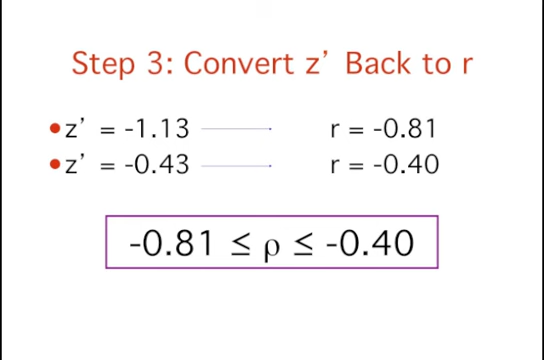 Step 3: Convert z’ Back to r
•z’ = -1.13 r = -0.81
•z’ = -0.43 r = -0.40
-0.81 ≤ ρ ≤ -0.40